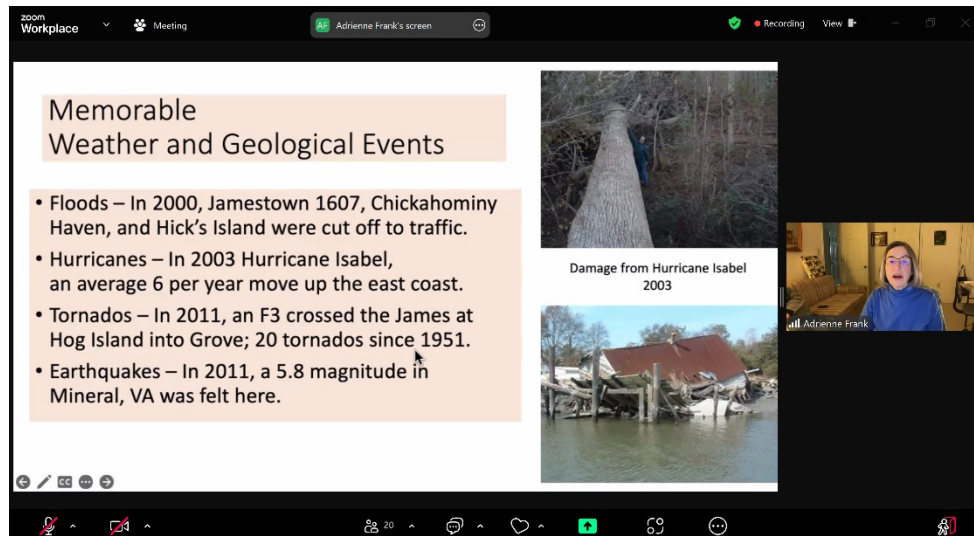 zoom
Workplace
Meeting
AF Adrienne Frank's screen
Recording
View
Memorable
Weather and Geological Events
• Floods – In 2000, Jamestown 1607, Chickahominy
Haven, and Hick's Island were cut off to traffic.
• Hurricanes – In 2003 Hurricane Isabel,
an average 6 per year move up the east coast.
• Tornados – In 2011, an F3 crossed the James at
Hog Island into Grove; 20 tornados since 1951.
• Earthquakes – In 2011, a 5.8 magnitude in
Mineral, VA was felt here.
Damage from Hurricane Isabel
2003
Adrienne Frank
CC
20